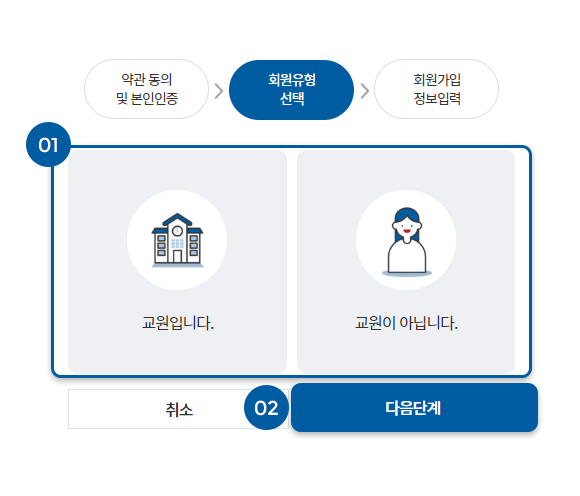 약관 동의
및 본인인증
회원유형
선택
회원가입
정보입력
01
교원입니다.
교원이 아닙니다.
취소
02
다음단계